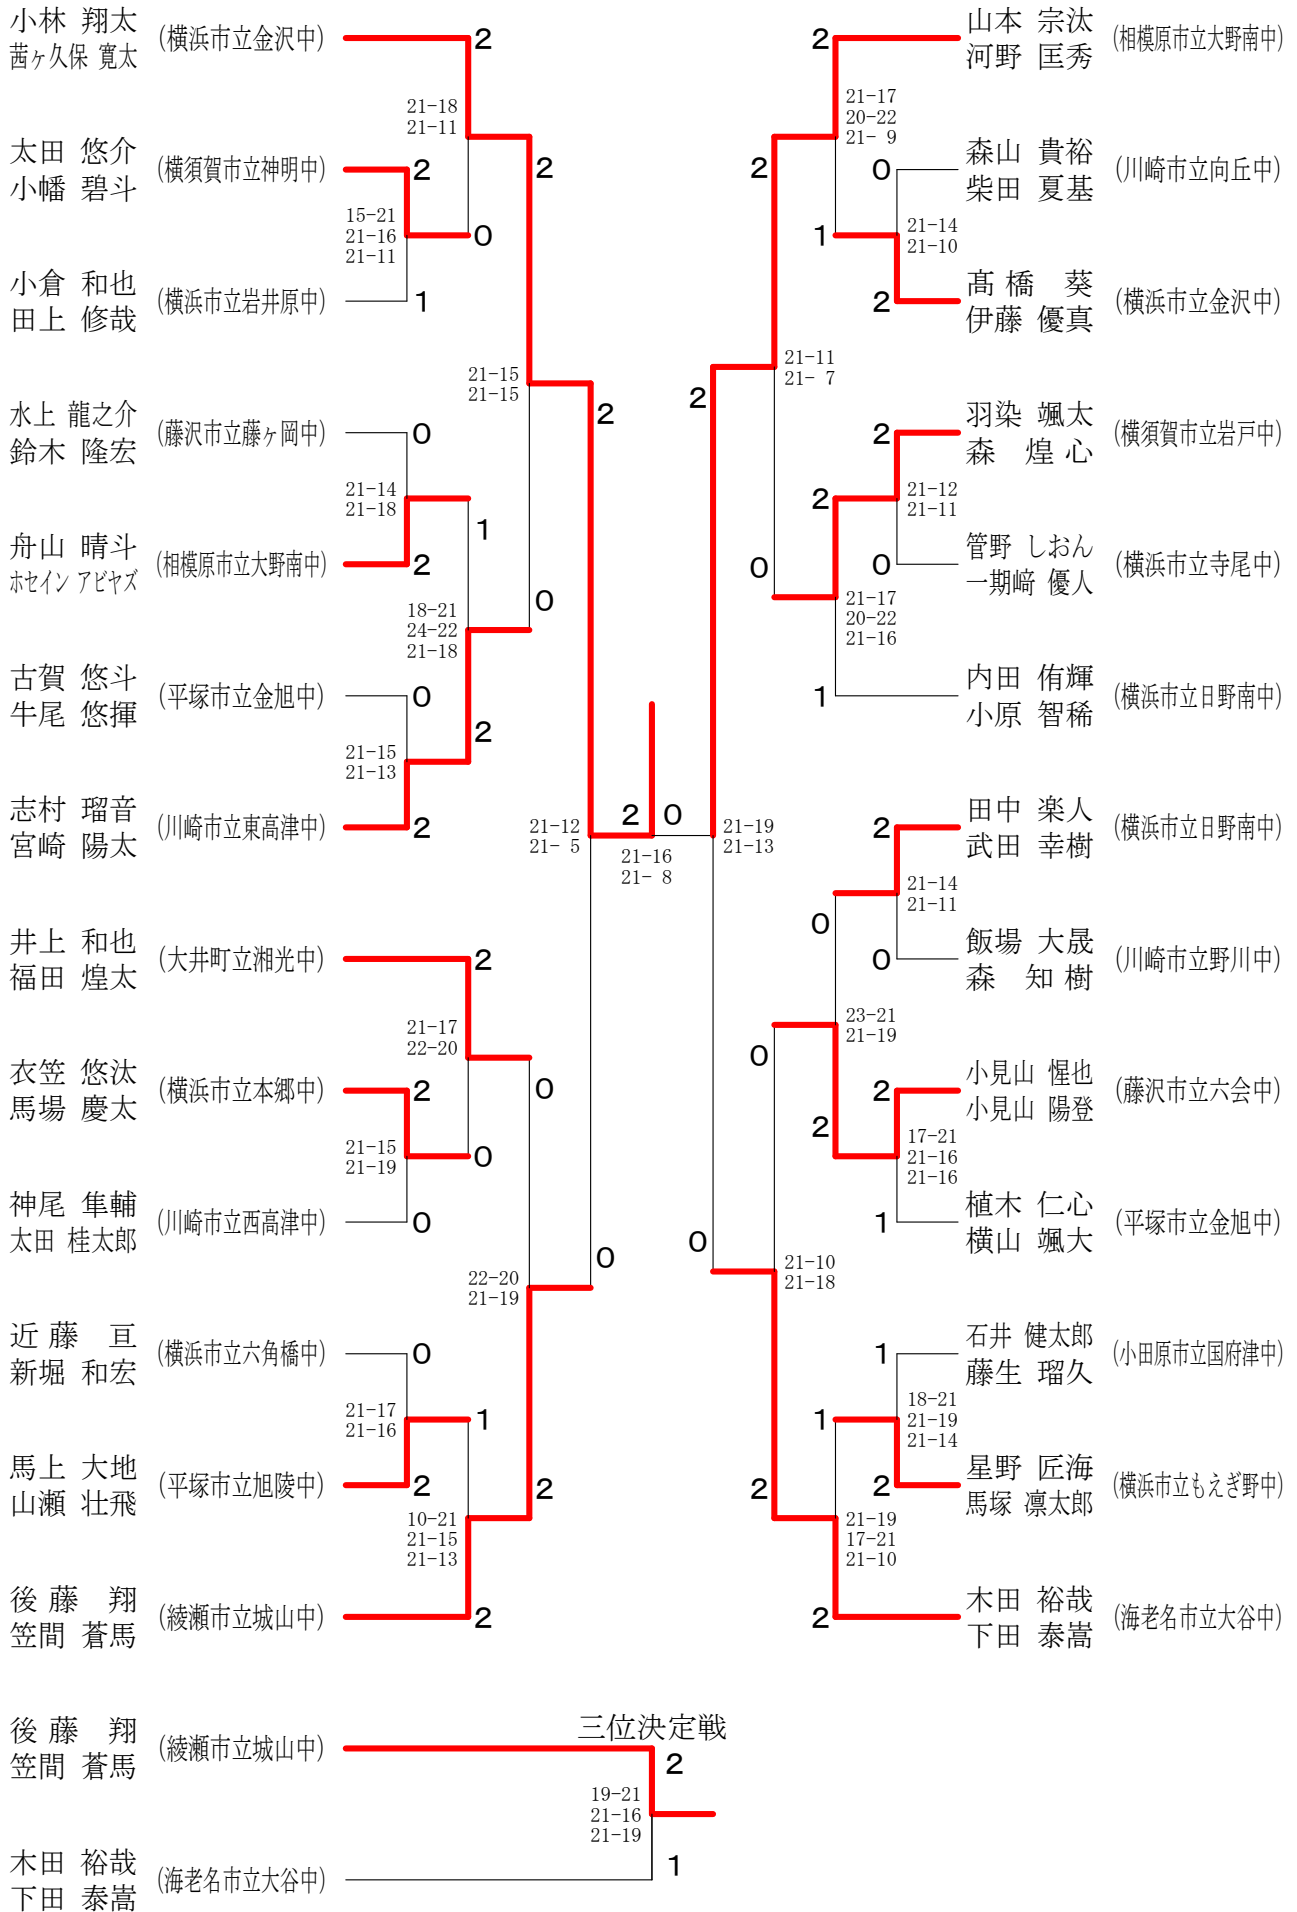 小林 翔太
茜ヶ久保 寛太
(横浜市立金沢中)
2
21-18
21-11
太田 悠介
小幡 碧斗
(横須賀市立神明中)
2
2
15-21
21-16
21-11
0
小倉 和也
田上 修哉
(横浜市立岩井原中)
1
21-15
21-15
2
水上 龍之介
鈴木 隆宏
(藤沢市立藤ヶ岡中)
0
21-14
21-18
1
舟山 晴斗
ホセイン アビヤズ
(相模原市立大野南中)
2
0
18-21
24-22
21-18
古賀 悠斗
牛尾 悠揮
(平塚市立金旭中)
0
2
21-15
21-13
志村 瑠音
宮崎 陽太
(川崎市立東高津中)
2
21-12
21- 5
2
0
21-16
21- 8
井上 和也
福田 煌太
(大井町立湘光中)
2
21-17
22-20
衣笠 悠汰
馬場 慶太
(横浜市立本郷中)
2
0
21-15
21-19
0
神尾 隼輔
太田 桂太郎
(川崎市立西高津中)
0
0
22-20
21-19
近藤 亘
新堀 和宏
(横浜市立六角橋中)
0
21-17
21-16
1
馬上 大地
山瀬 壮飛
(平塚市立旭陵中)
2
2
10-21
21-15
21-13
後藤 翔
笠間 蒼馬
(綾瀬市立城山中)
2
2
山本 宗汰
河野 匡秀
(相模原市立大野南中)
21-17
20-22
21- 9
2
0
森山 貴裕
柴田 夏基
(川崎市立向丘中)
1
21-14
21-10
2
髙橋 葵
伊藤 優真
(横浜市立金沢中)
21-11
21- 7
2
2
羽染 颯太
森 煌心
(横須賀市立岩戸中)
2
21-12
21-11
0
0
管野 しおん
一期﨑 優人
(横浜市立寺尾中)
21-17
20-22
21-16
1
内田 侑輝
小原 智稀
(横浜市立日野南中)
21-19
21-13
2
田中 楽人
武田 幸樹
(横浜市立日野南中)
21-14
21-11
0
0
飯場 大晟
森 知樹
(川崎市立野川中)
23-21
21-19
0
2
2
小見山 惺也
小見山 陽登
(藤沢市立六会中)
17-21
21-16
21-16
1
植木 仁心
横山 颯大
(平塚市立金旭中)
0
21-10
21-18
1
石井 健太郎
藤生 瑠久
(小田原市立国府津中)
1
18-21
21-19
21-14
2
2
星野 匠海
馬塚 凛太郎
(横浜市立もえぎ野中)
21-19
17-21
21-10
2
木田 裕哉
下田 泰嵩
(海老名市立大谷中)
三位決定戦
後藤 翔
笠間 蒼馬
(綾瀬市立城山中)
2
19-21
21-16
21-19
木田 裕哉
下田 泰嵩
(海老名市立大谷中)
1